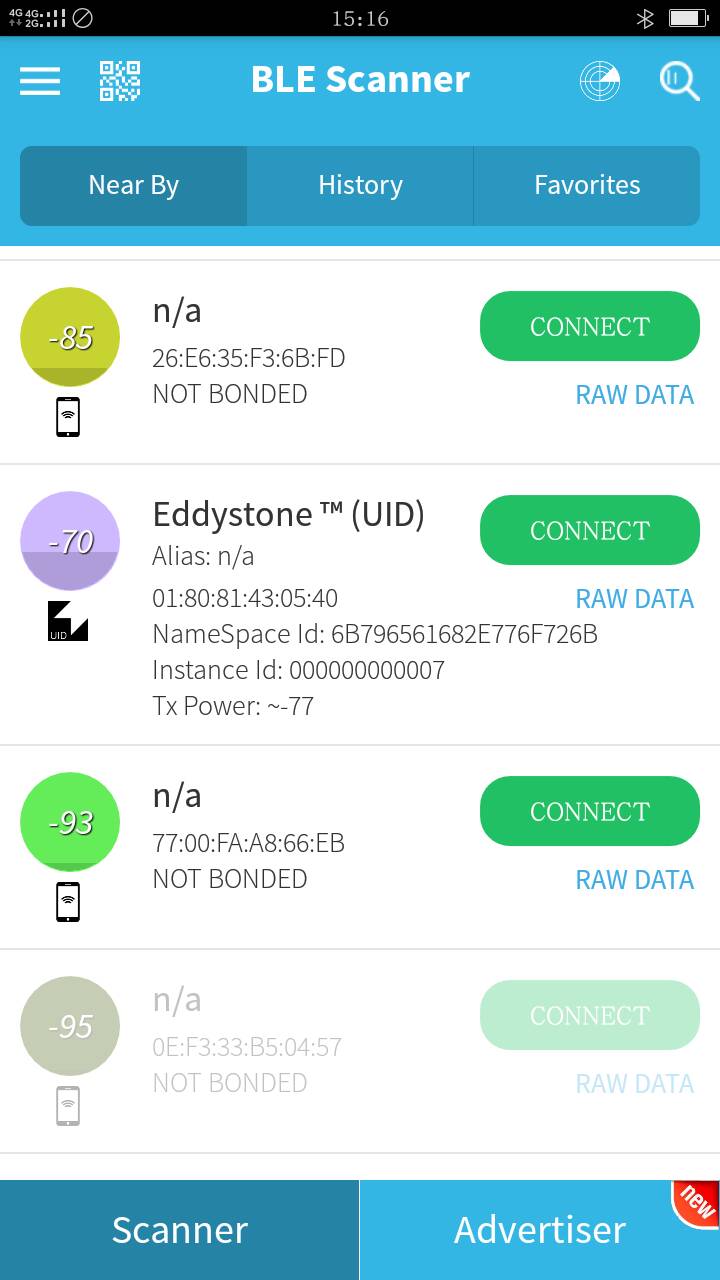 4G 4G 2G 15:16
BLE Scanner
Near By History Favorites
-85 n/a CONNECT
26:E6:35:F3:6B:FD
NOT BONDED RAW DATA
Eddystone ™ (UID)
-70 CONNECT
Alias: n/a
01:80:81:43:05:40 RAW DATA
UID NameSpace Id: 6B796561682E776F726B
Instance Id: 000000000007
Tx Power: ~-77
-93 n/a CONNECT
77:00:FA:A8:66:EB
NOT BONDED RAW DATA
-95 n/a CONNECT
0E:F3:33:B5:04:57
NOT BONDED RAW DATA
Scanner Advertiser new